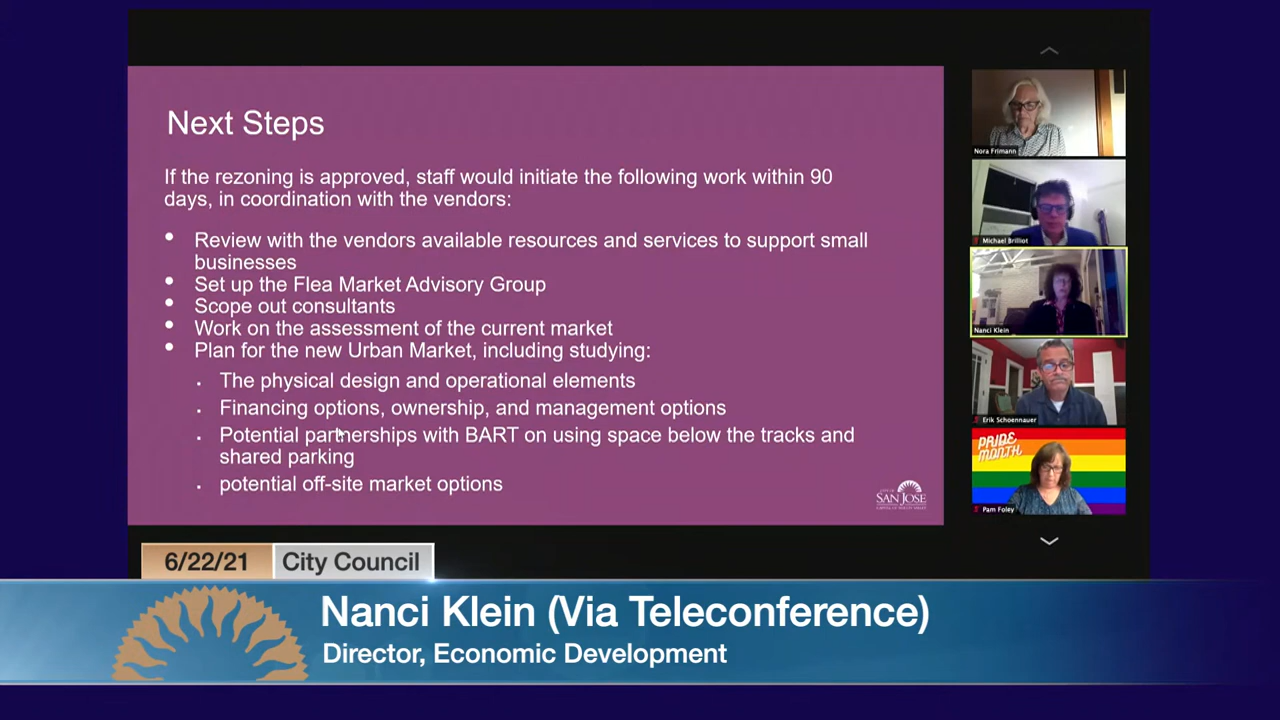 Next Steps
If the rezoning is approved, staff would initiate the following work within 90
days, in coordination with the vendors:
• Review with the vendors available resources and services to support small
businesses
• Set up the Flea Market Advisory Group
• Scope out consultants
• Work on the assessment of the current market
• Plan for the new Urban Market, including studying:
• The physical design and operational elements
• Financing options, ownership, and management options
• Potential partnerships with BART on using space below the tracks and
shared parking
• potential off-site market options
CITY OF
SAN JOSE
CAPITAL OF SILICON VALLEY
Nora Frimann
Michael Brilliot
Nanci Klein
Erik Schoennauer
PRIDE
MONTH
Pam Foley
6/22/21 City Council
Nanci Klein (Via Teleconference)
Director, Economic Development